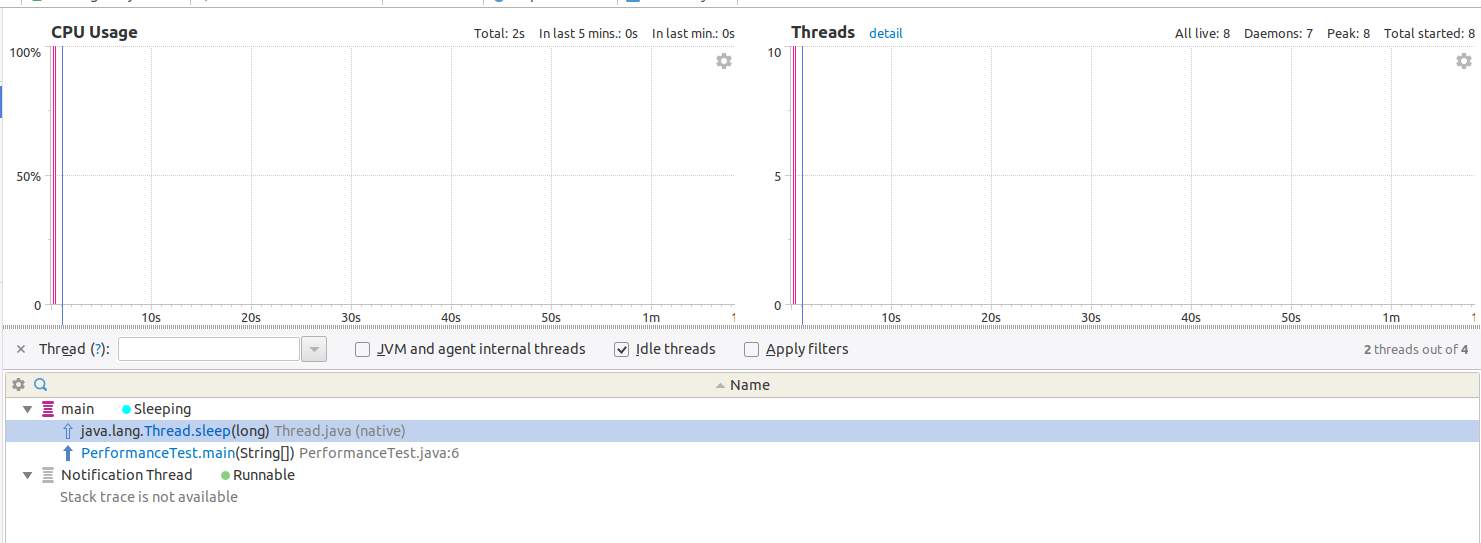 CPU Usage Total: 2s In last 5 mins.: 0s In last min.: 0s
100%
50%
0
10s 20s 30s 40s 50s 1m
Threads detail All live: 8 Daemons: 7 Peak: 8 Total started: 8
10
5
0
10s 20s 30s 40s 50s 1m
Thread (?): JVM and agent internal threads Idle threads Apply filters 2 threads out of 4
Name
main Sleeping
java.lang.Thread.sleep(long) Thread.java (native)
PerformanceTest.main(String[]) PerformanceTest.java:6
Notification Thread Runnable
Stack trace is not available